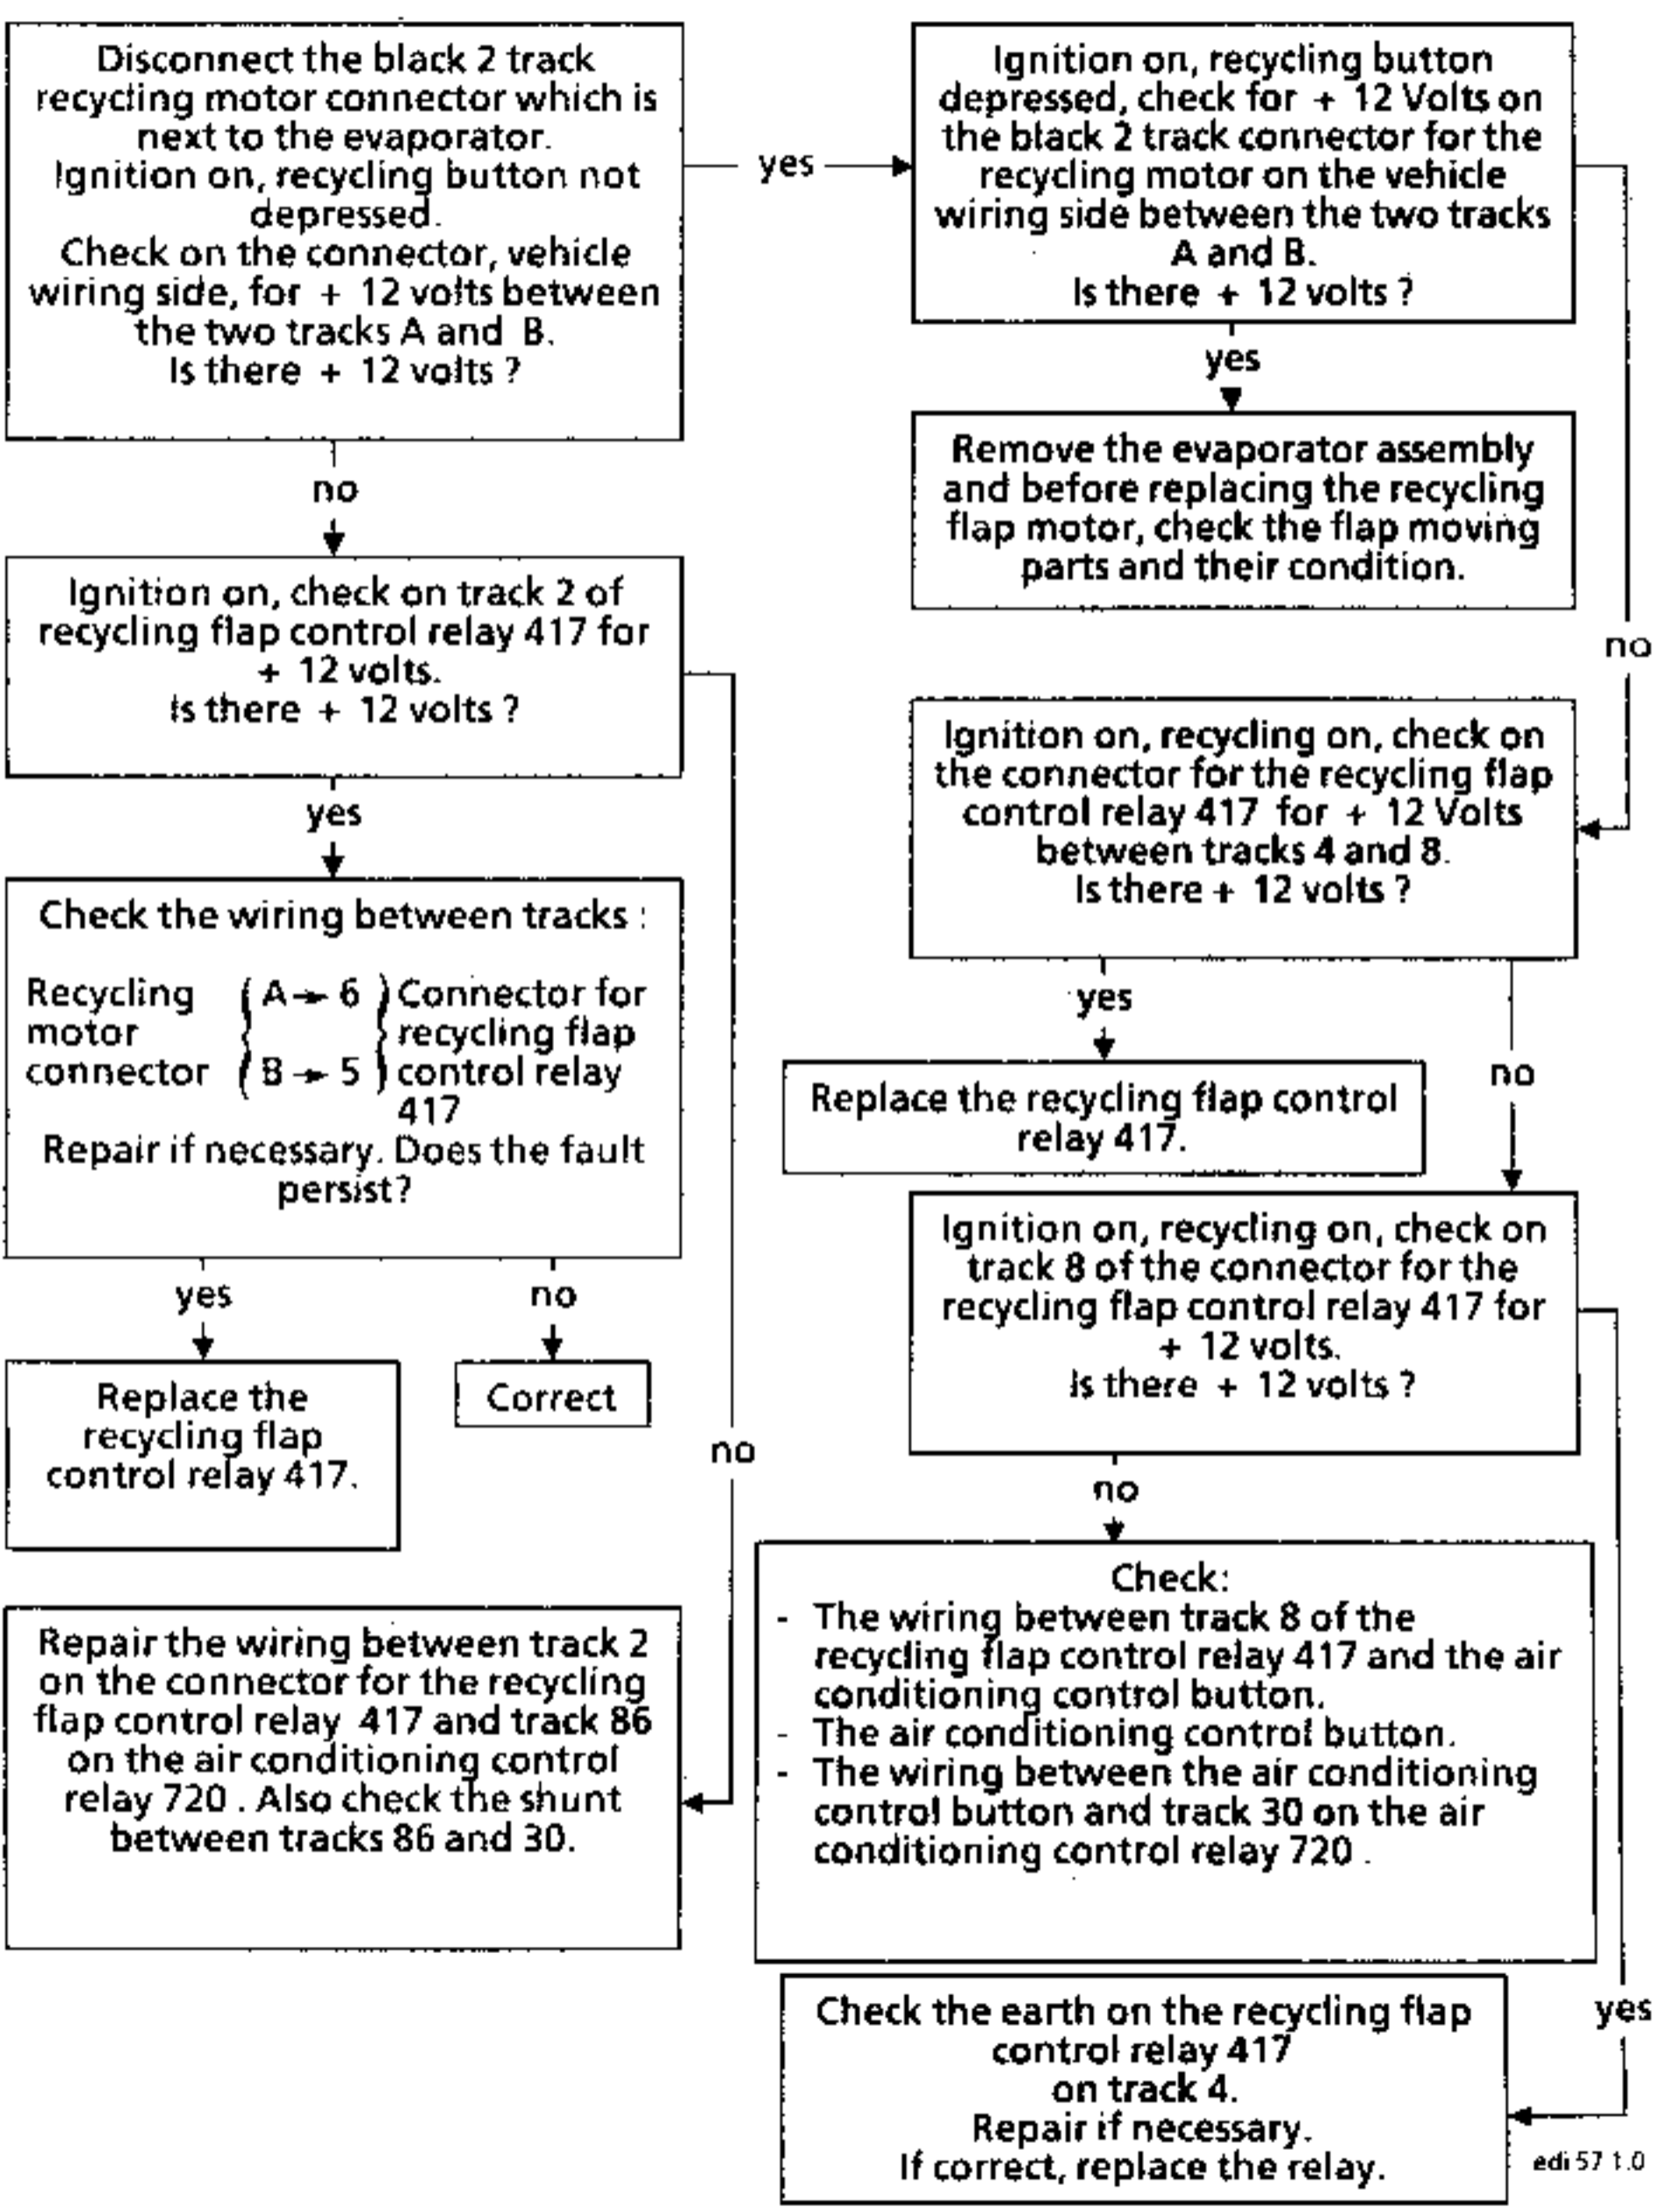 Disconnect the black 2 track
recycling motor connector which is
next to the evaporator.
Ignition on, recycling button not
depressed.
Check on the connector, vehicle
wiring side, for + 12 volts between
the two tracks A and B.
Is there + 12 volts ?
yes
Ignition on, recycling button
depressed, check for + 12 Volts on
the black 2 track connector for the
recycling motor on the vehicle
wiring side between the two tracks
A and B.
Is there + 12 volts ?
yes
Remove the evaporator assembly
and before replacing the recycling
flap motor, check the flap moving
parts and their condition.
no
no
Ignition on, check on track 2 of
recycling flap control relay 417 for
+ 12 volts.
Is there + 12 volts ?
yes
Check the wiring between tracks :
Recycling ( A → 6 ) Connector for
motor recycling flap
connector ( B → 5 ) control relay
417
Repair if necessary. Does the fault
persist?
yes no
Replace the
recycling flap
control relay 417.
Correct
no
Repair the wiring between track 2
on the connector for the recycling
flap control relay 417 and track 86
on the air conditioning control
relay 720 . Also check the shunt
between tracks 86 and 30.
Ignition on, recycling on, check on
the connector for the recycling flap
control relay 417 for + 12 Volts
between tracks 4 and 8.
Is there + 12 volts ?
yes
no
Replace the recycling flap control
relay 417.
Ignition on, recycling on, check on
track 8 of the connector for the
recycling flap control relay 417 for
+ 12 volts.
Is there + 12 volts ?
no
Check:
- The wiring between track 8 of the
recycling flap control relay 417 and the air
conditioning control button.
- The air conditioning control button.
- The wiring between the air conditioning
control button and track 30 on the air
conditioning control relay 720 .
yes
Check the earth on the recycling flap
control relay 417
on track 4.
Repair if necessary.
If correct, replace the relay.
edi 57 1.0